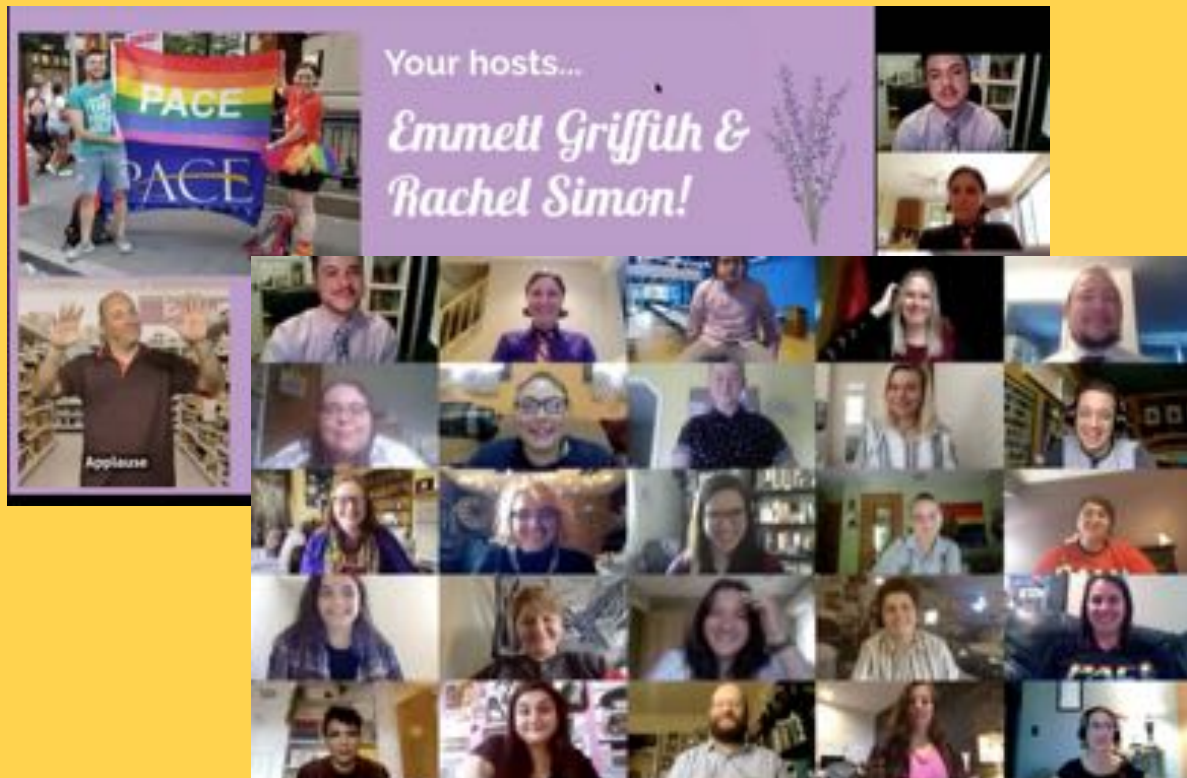 PACE
PACE
Your hosts...
Emmett Griffith &
Rachel Simon!
Applause